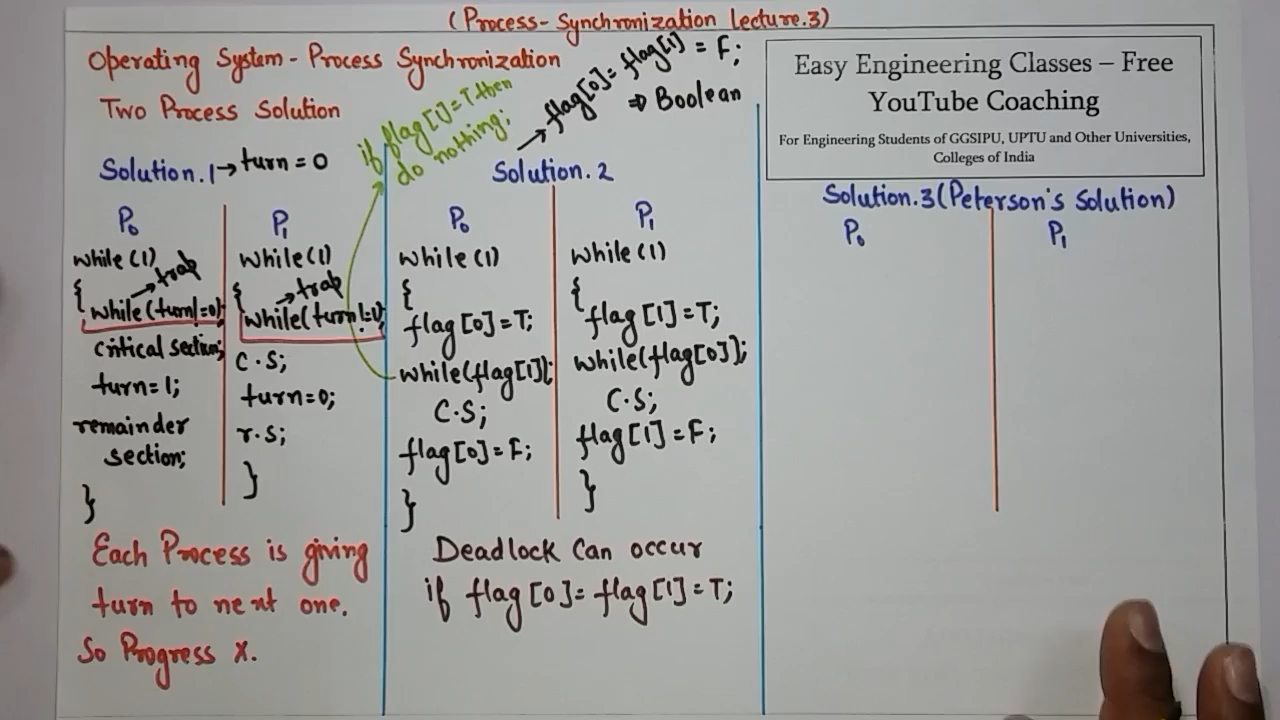 (Process-Synchronization Lecture.3)
Operating System - Process Synchronization
Two Process Solution
Easy Engineering Classes – Free
YouTube Coaching
For Engineering Students of GGSIPU, UPTU and Other Universities,
Colleges of India
Solution.1 → turn = 0
P0
while (1)
→ trap
{ while(turn!=0);
critical section;
turn=1;
remainder
section;
}
P1
while(1)
→ trap
{ while(turn!=1);
C.S;
turn=0;
r.S;
}
Each Process is giving
turn to next one.
So Progress X.
if flag[1]=T then
do nothing;
→ flag[0]= flag[1] = F;
⇒ Boolean
Solution.2
P0
while (1)
{
flag[0]=T;
while(flag[1]);
C.S;
flag[0]=F;
}
P1
while (1)
{
flag[1]=T;
while(flag[0]);
C.S;
flag[1]=F;
}
Deadlock Can occur
if flag[0]= flag[1]=T;
Solution.3(Peterson's Solution)
P0
P1